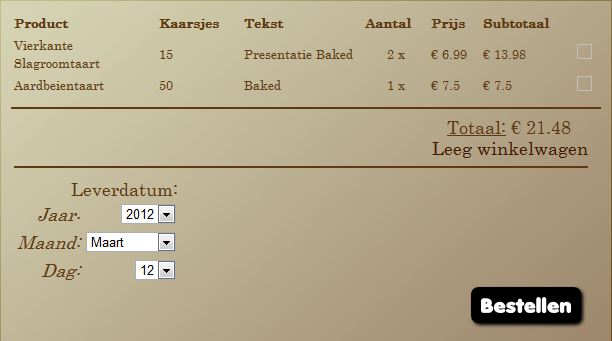 Product Kaarsjes Tekst Aantal Prijs Subtotaal
Vierkante
Slagroomtaart 15 Presentatie Baked 2 x € 6.99 € 13.98
Aardbeientaart 50 Baked 1 x € 7.5 € 7.5
Totaal: € 21.48
Leeg winkelwagen
Leverdatum:
Jaar: 2012
Maand: Maart
Dag: 12
Bestellen